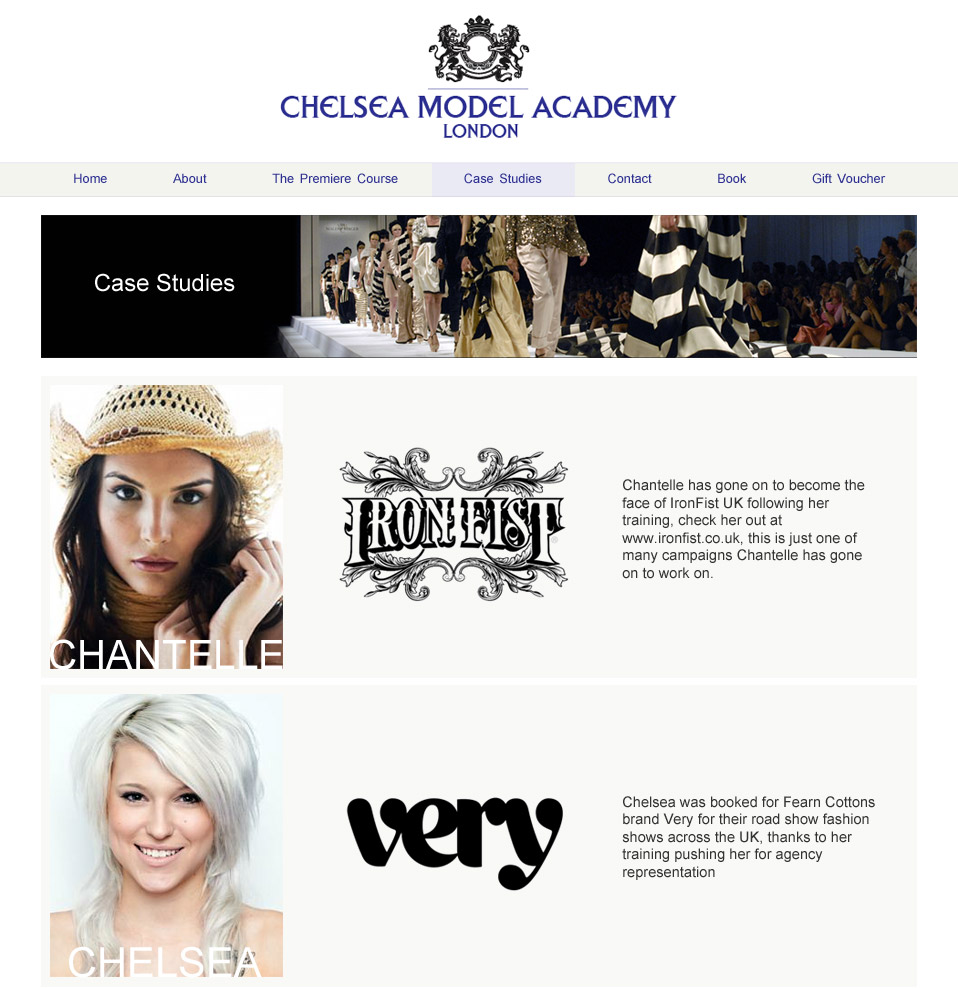 CHELSEA MODEL ACADEMY
LONDON
Home About The Premiere Course Case Studies Contact Book Gift Voucher
Case Studies
CHANTELLE
IRON FIST
Chantelle has gone on to become the
face of IronFist UK following her
training, check her out at
www.ironfist.co.uk, this is just one of
many campaigns Chantelle has gone
on to work on.
CHELSEA
very
Chelsea was booked for Fearn Cottons
brand Very for their road show fashion
shows across the UK, thanks to her
training pushing her for agency
representation